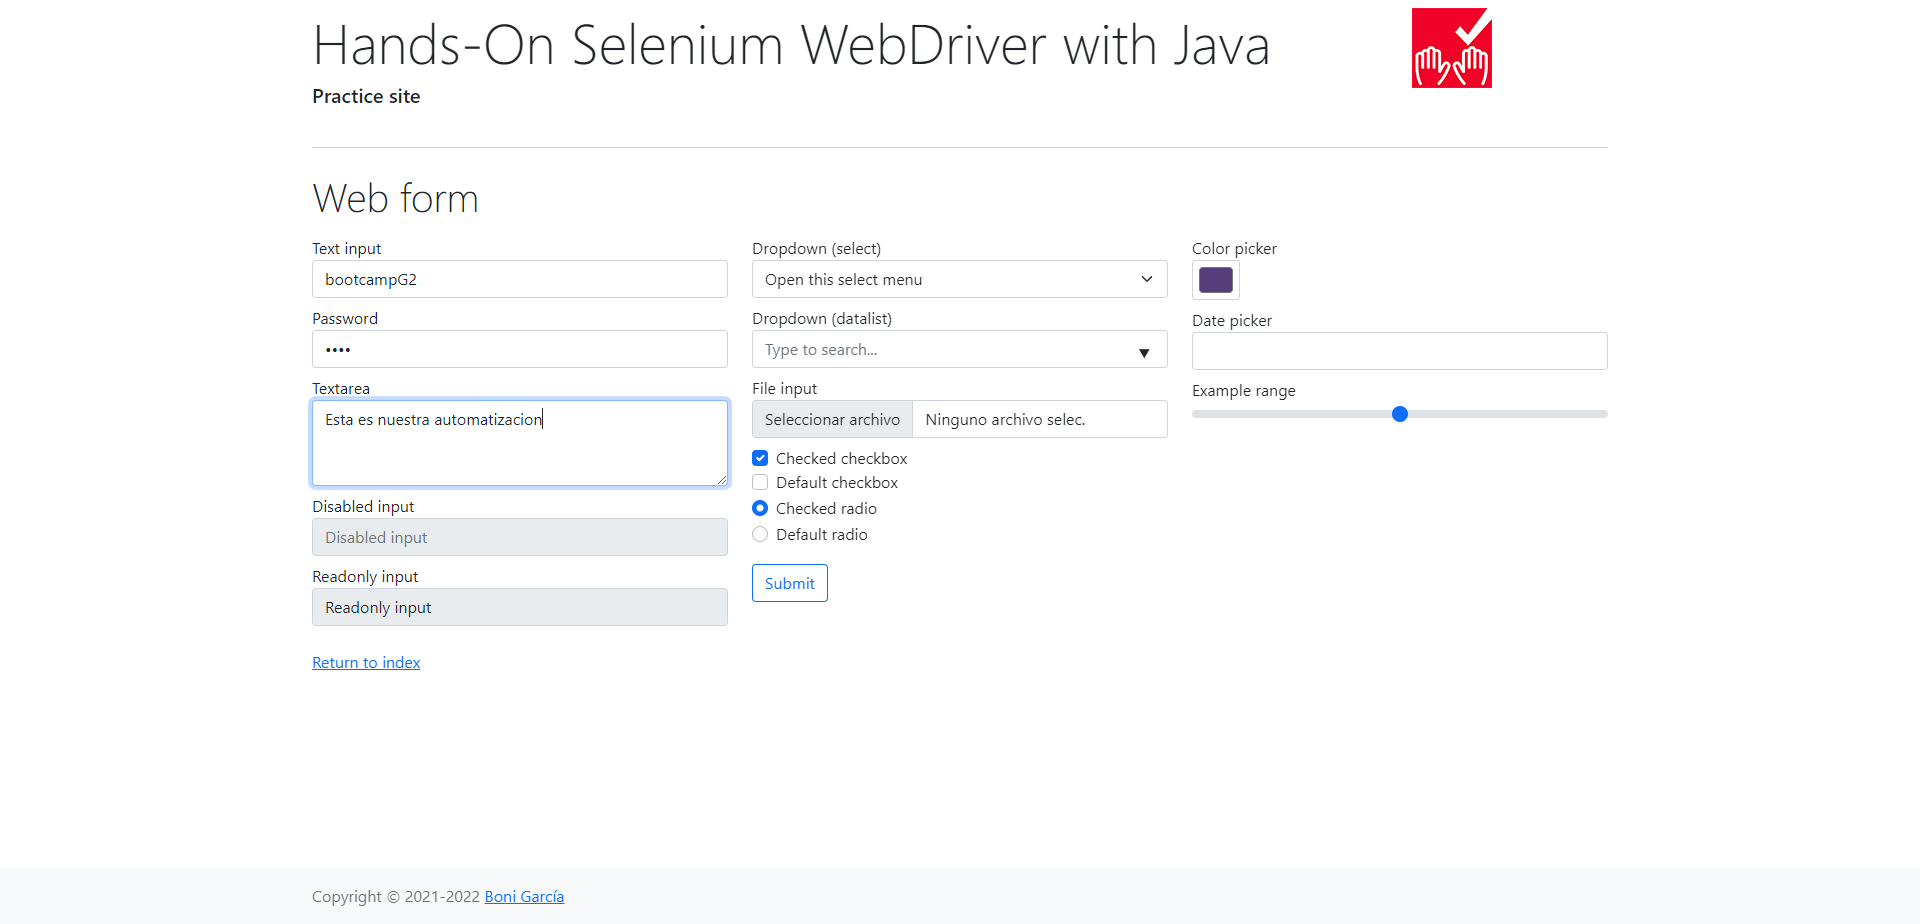 Hands-On Selenium WebDriver with Java
Practice site
Web form
Text input
bootcampG2
Password
••••
Textarea
Esta es nuestra automatizacion
Disabled input
Disabled input
Readonly input
Readonly input
Return to index
Dropdown (select)
Open this select menu
Dropdown (datalist)
Type to search...
File input
Seleccionar archivo Ninguno archivo selec.
Checked checkbox
Default checkbox
Checked radio
Default radio
Submit
Color picker
Date picker
Example range
Copyright © 2021-2022 Boni García